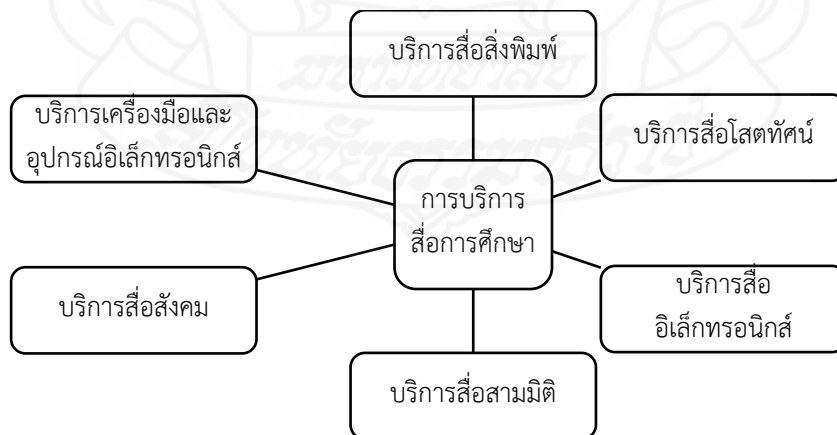 บริการสื่อสิ่งพิมพ์
บริการเครื่องมือและ
อุปกรณ์อิเล็กทรอนิกส์
บริการสื่อโสตทัศน์
การบริการ
สื่อการศึกษา
บริการสื่อสังคม
บริการสื่อ
อิเล็กทรอนิกส์
บริการสื่อสามมิติ